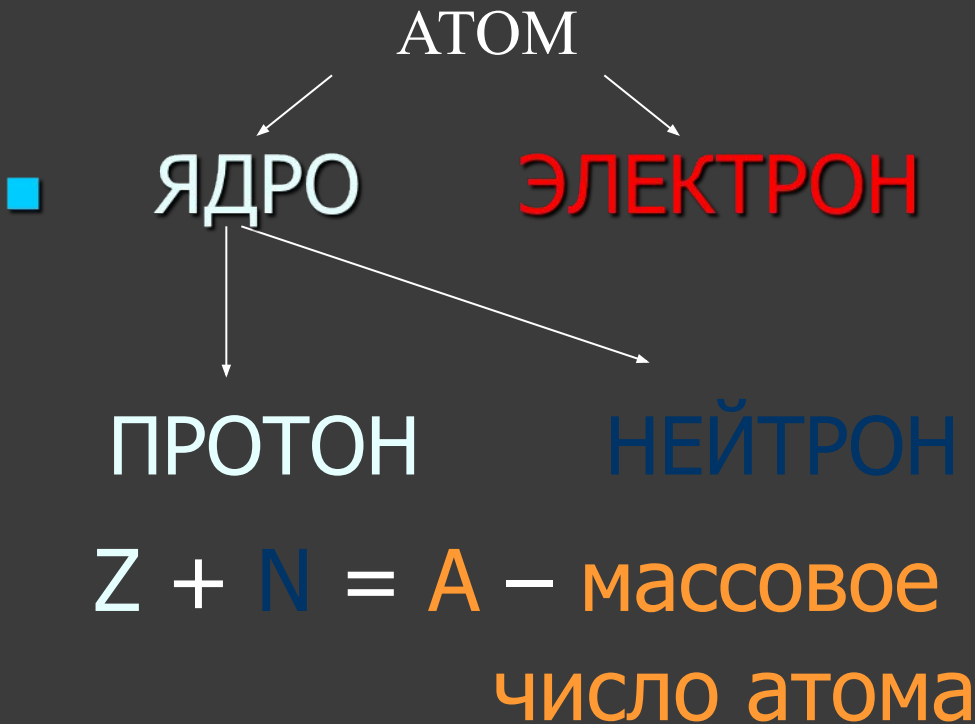 АТОМ
ЯДРО ЭЛЕКТРОН
ПРОТОН НЕЙТРОН
Z + N = A – массовое
число атома